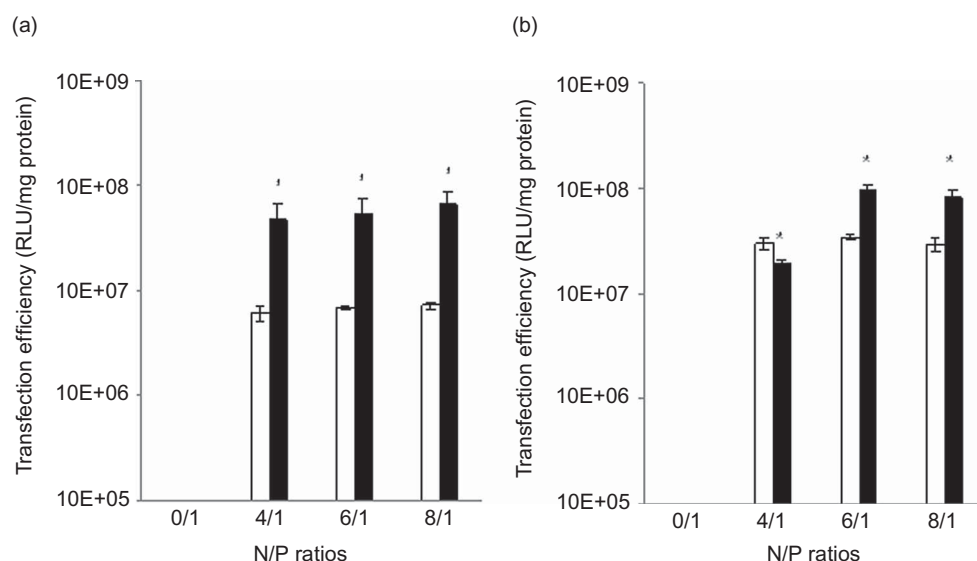 (a)
Transfection efficiency (RLU/mg protein)
10E+09
10E+08
10E+07
10E+06
10E+05
0/1 4/1 6/1 8/1
N/P ratios
(b)
Transfection efficiency (RLU/mg protein)
10E+09
10E+08
10E+07
10E+06
10E+05
* * *
0/1 4/1 6/1 8/1
N/P ratios